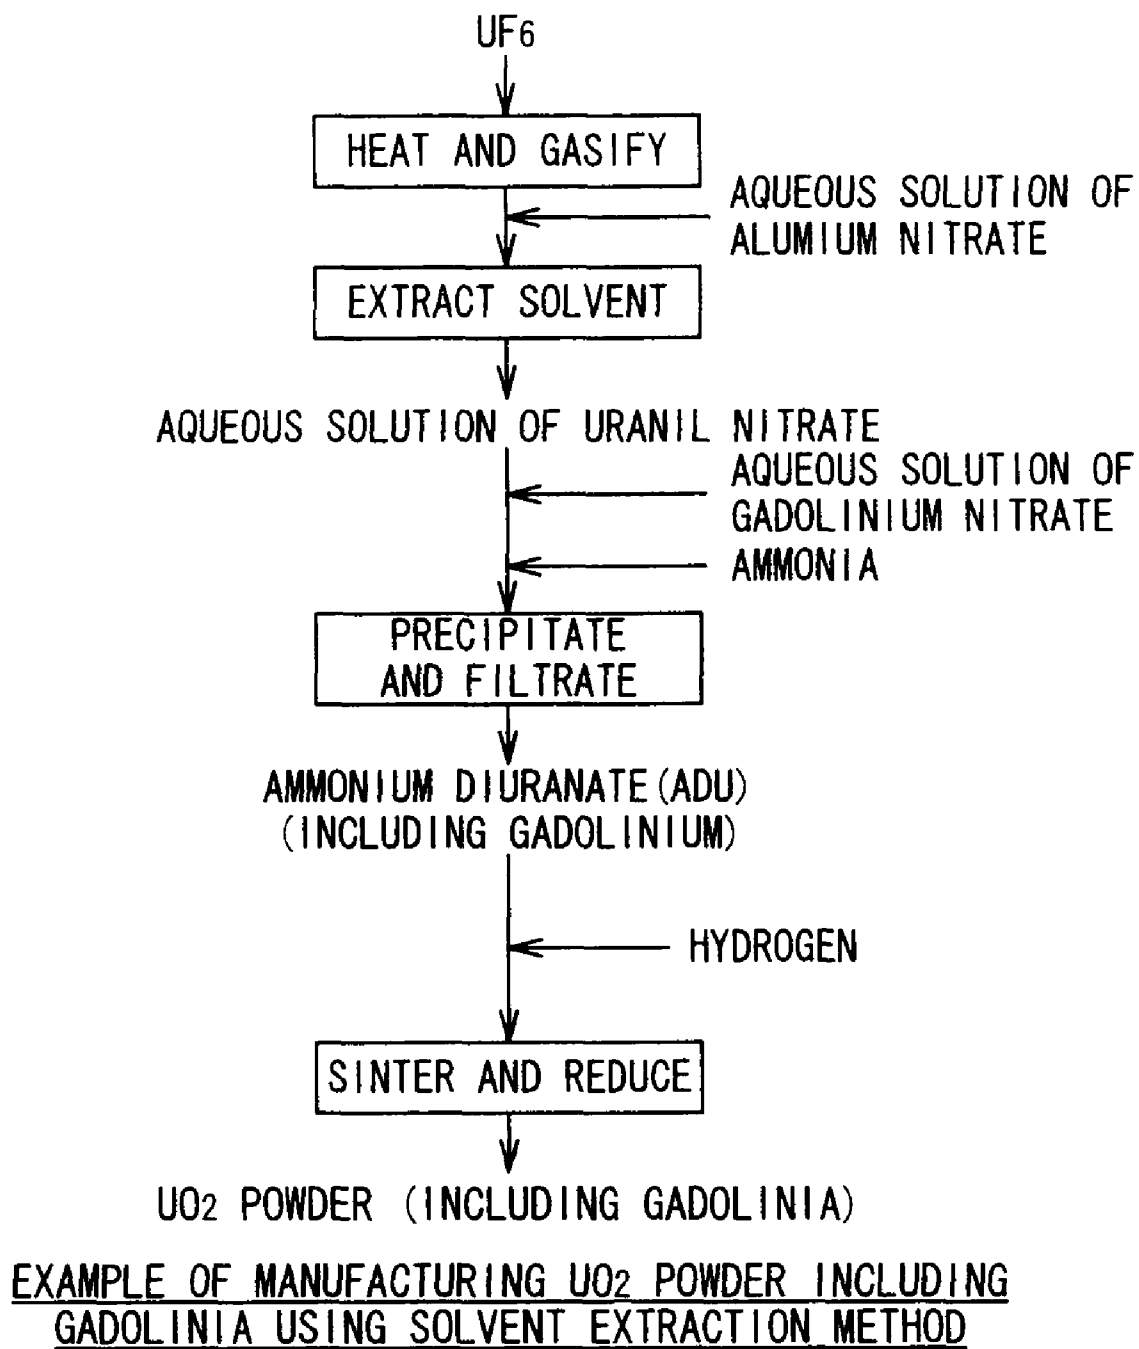 UF6
HEAT AND GASIFY
AQUEOUS SOLUTION OF
ALUMIUM NITRATE
EXTRACT SOLVENT
AQUEOUS SOLUTION OF URANIL NITRATE
AQUEOUS SOLUTION OF
GADOLINIUM NITRATE
AMMONIA
PRECIPITATE
AND FILTRATE
AMMONIUM DIURANATE (ADU)
(INCLUDING GADOLINIUM)
HYDROGEN
SINTER AND REDUCE
UO2 POWDER (INCLUDING GADOLINIA)
EXAMPLE OF MANUFACTURING UO2 POWDER INCLUDING
GADOLINIA USING SOLVENT EXTRACTION METHOD